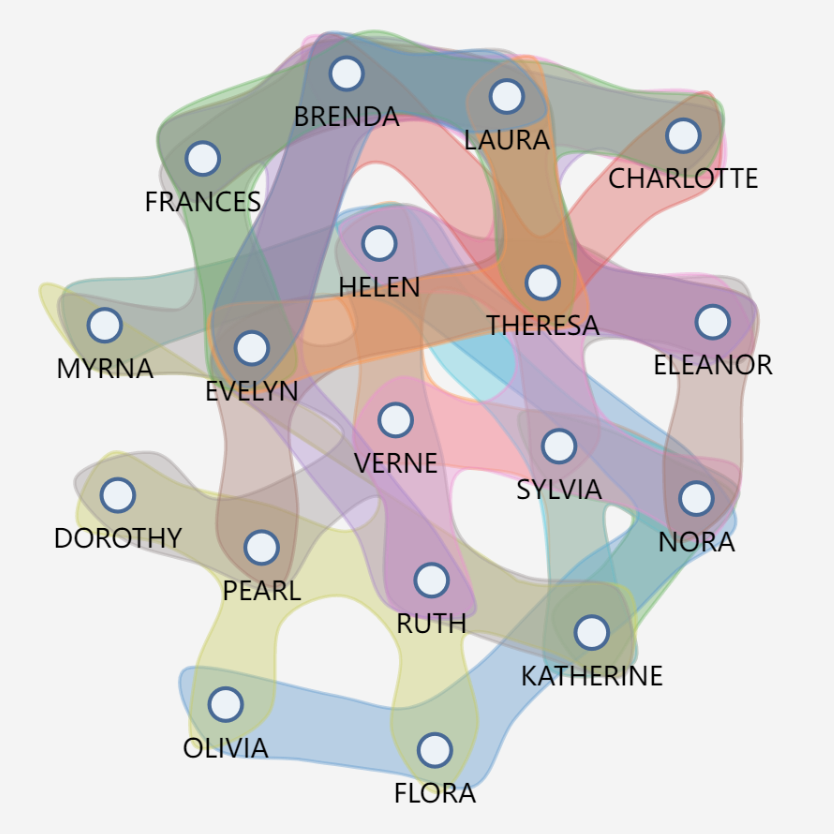 BRENDA
LAURA
CHARLOTTE
FRANCES
HELEN
THERESA
MYRNA
ELEANOR
EVELYN
VERNE
SYLVIA
DOROTHY
NORA
PEARL
RUTH
KATHERINE
OLIVIA
FLORA